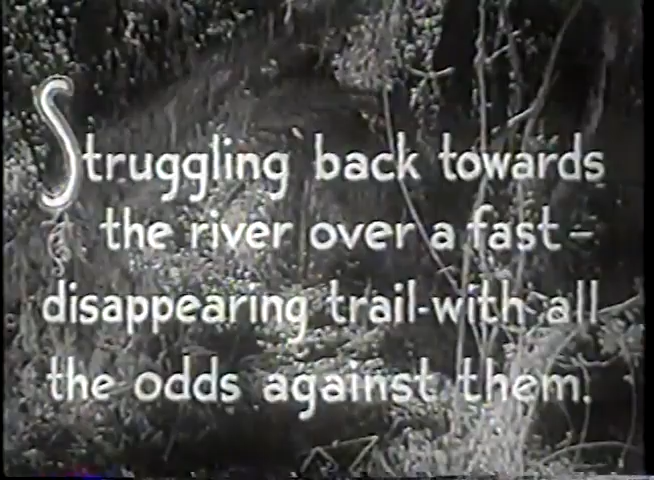 Struggling back towards
the river over a fast-
disappearing trail-with all
the odds against them.